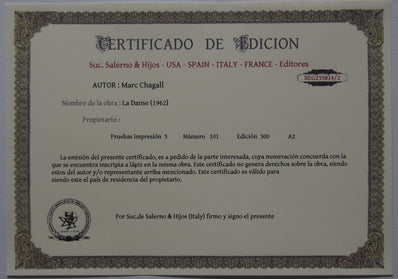 CERTIFICADO DE EDICION
Suc. Salerno & Hijos - USA - SPAIN - ITALY - FRANCE - Editores
REG235814/2
AUTOR : Marc Chagall
Nombre de la obra : La Danse (1962)
Propietario :
Pruebas impresión 3 Número 101 Edición 300 A2
La emisión del presente certificado, es a pedido de la parte interesada, cuya numeración concuerda con la
que se encuentra inscripta a lápiz en la misma obra. Este certificado no genera derechos sobre la obra, siendo
estos del autor y/o representante arriba mencionado. Este certificado es válido para
siendo este el país de residencia del propietario.
Por Suc.de Salerno & Hijos (Italy) firmo y signo el presente